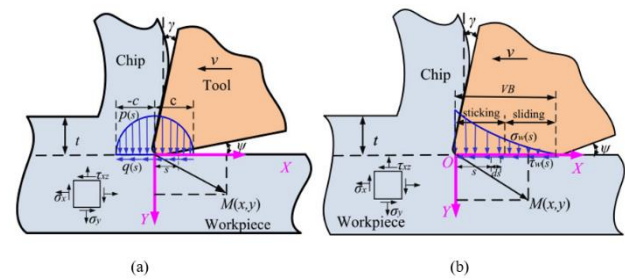 γ
Chip
v
Tool
-c
c
p(s)
t
ψ
q(s)
s
X
τxz
σx
σy
Y
M(x,y)
Workpiece
(a)
γ
Chip
v
VB
sticking
sliding
t
σw(s)
ψ
O
τw(s)
X
s
ds
τxz
σx
σy
Y
M(x,y)
Workpiece
(b)